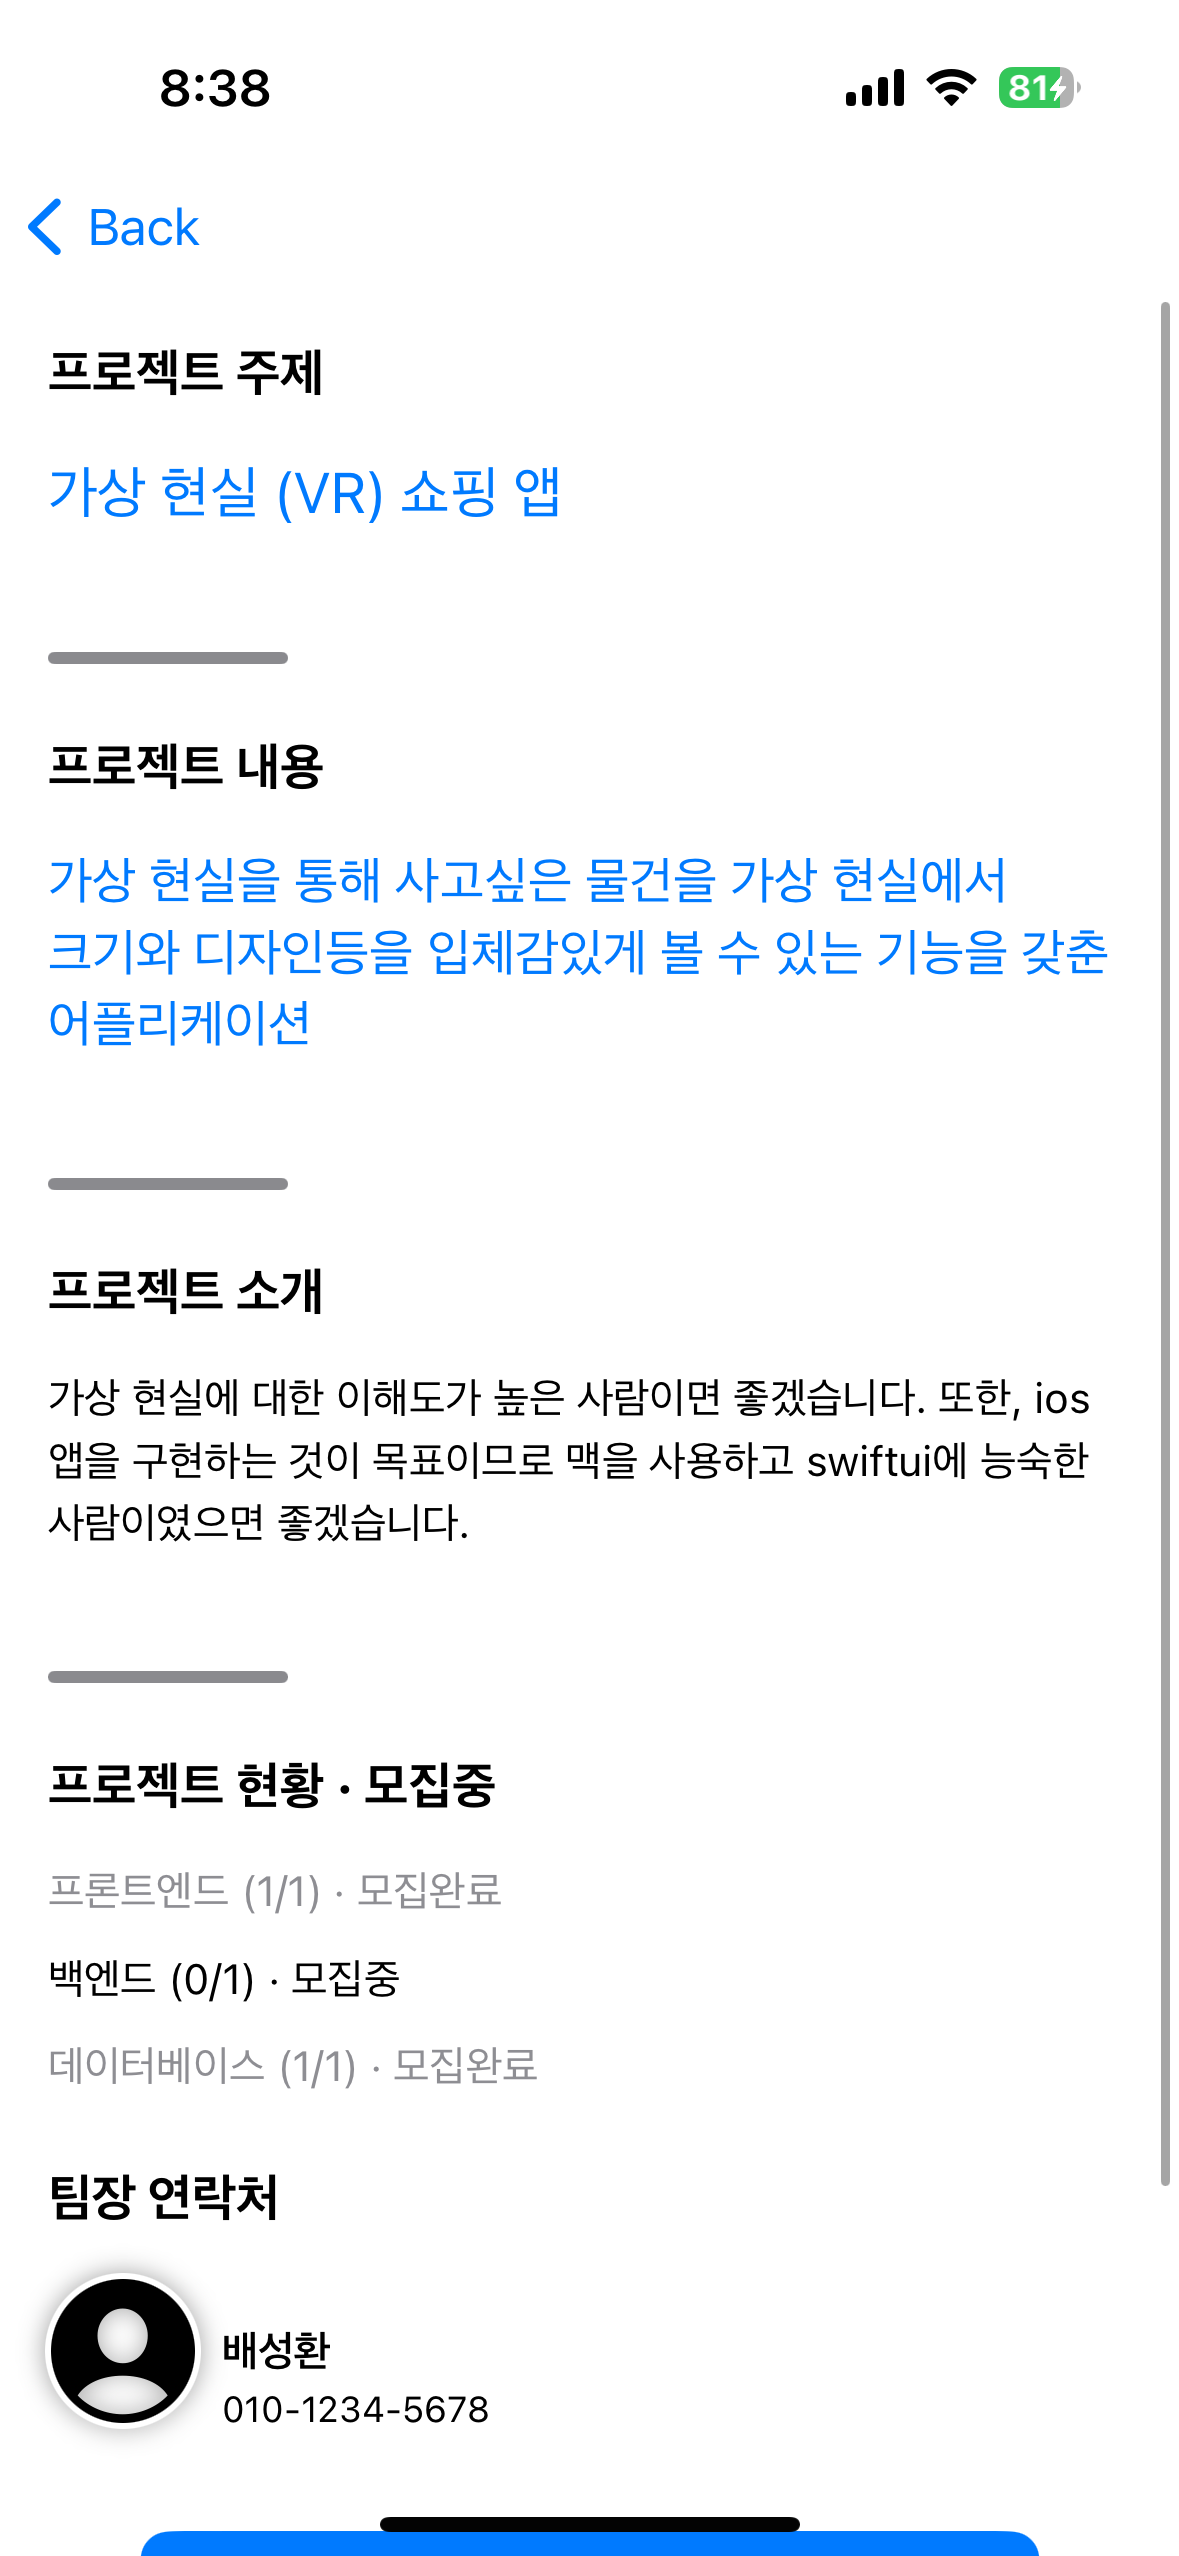 8:38
81
Back
프로젝트 주제
가상 현실 (VR) 쇼핑 앱
프로젝트 내용
가상 현실을 통해 사고싶은 물건을 가상 현실에서
크기와 디자인등을 입체감있게 볼 수 있는 기능을 갖춘
어플리케이션
프로젝트 소개
가상 현실에 대한 이해도가 높은 사람이면 좋겠습니다. 또한, ios
앱을 구현하는 것이 목표이므로 맥을 사용하고 swiftui에 능숙한
사람이였으면 좋겠습니다.
프로젝트 현황 · 모집중
프론트엔드 (1/1) · 모집완료
백엔드 (0/1) · 모집중
데이터베이스 (1/1) · 모집완료
팀장 연락처
배성환
010-1234-5678